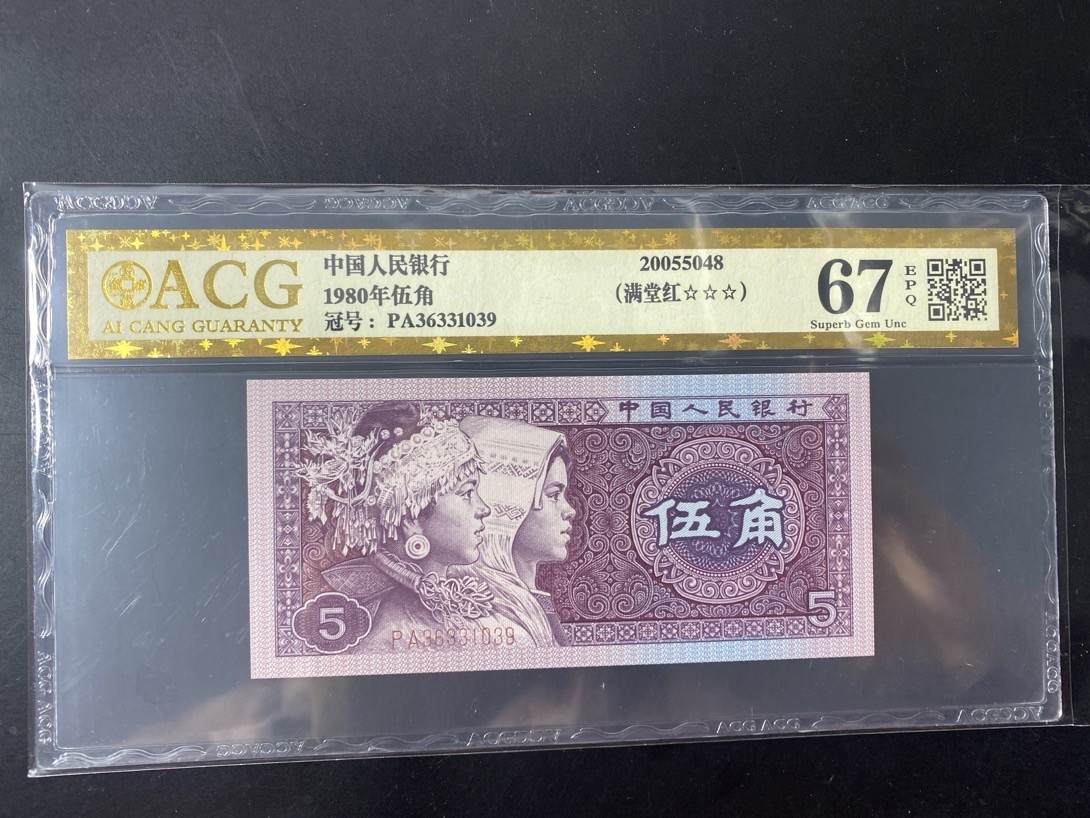 ACG
AI CANG GUARANTY
中国人民银行
1980年伍角
冠号：PA36331039
20055048
（满堂红☆☆☆）
67
EPQ
Superb Gem Unc
中国人民银行
伍角
5
5
PA36331039